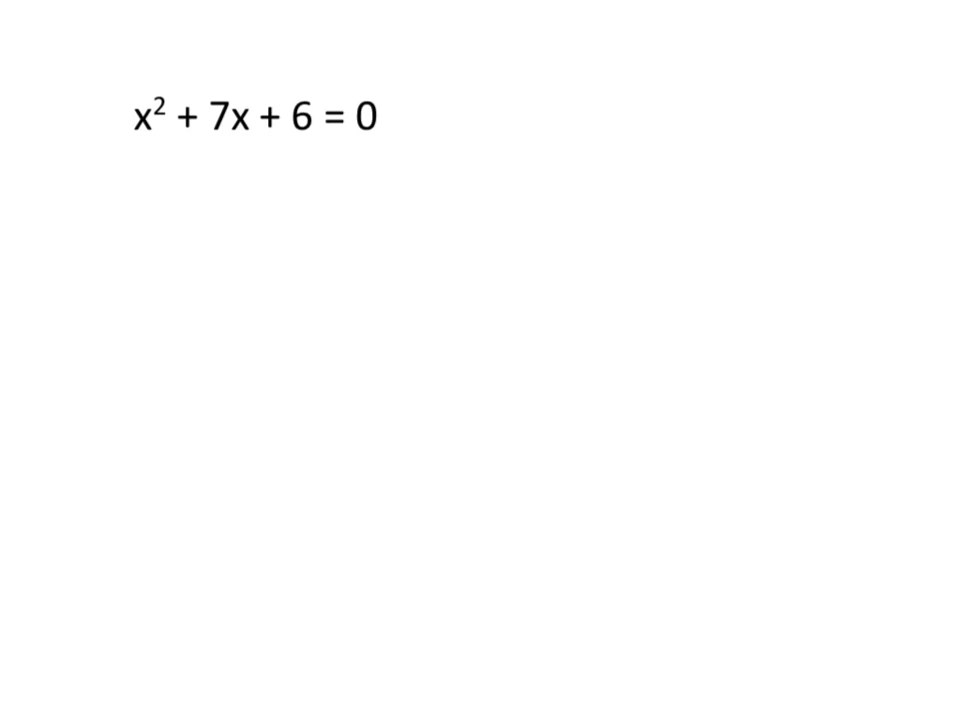 x² + 7x + 6 = 0